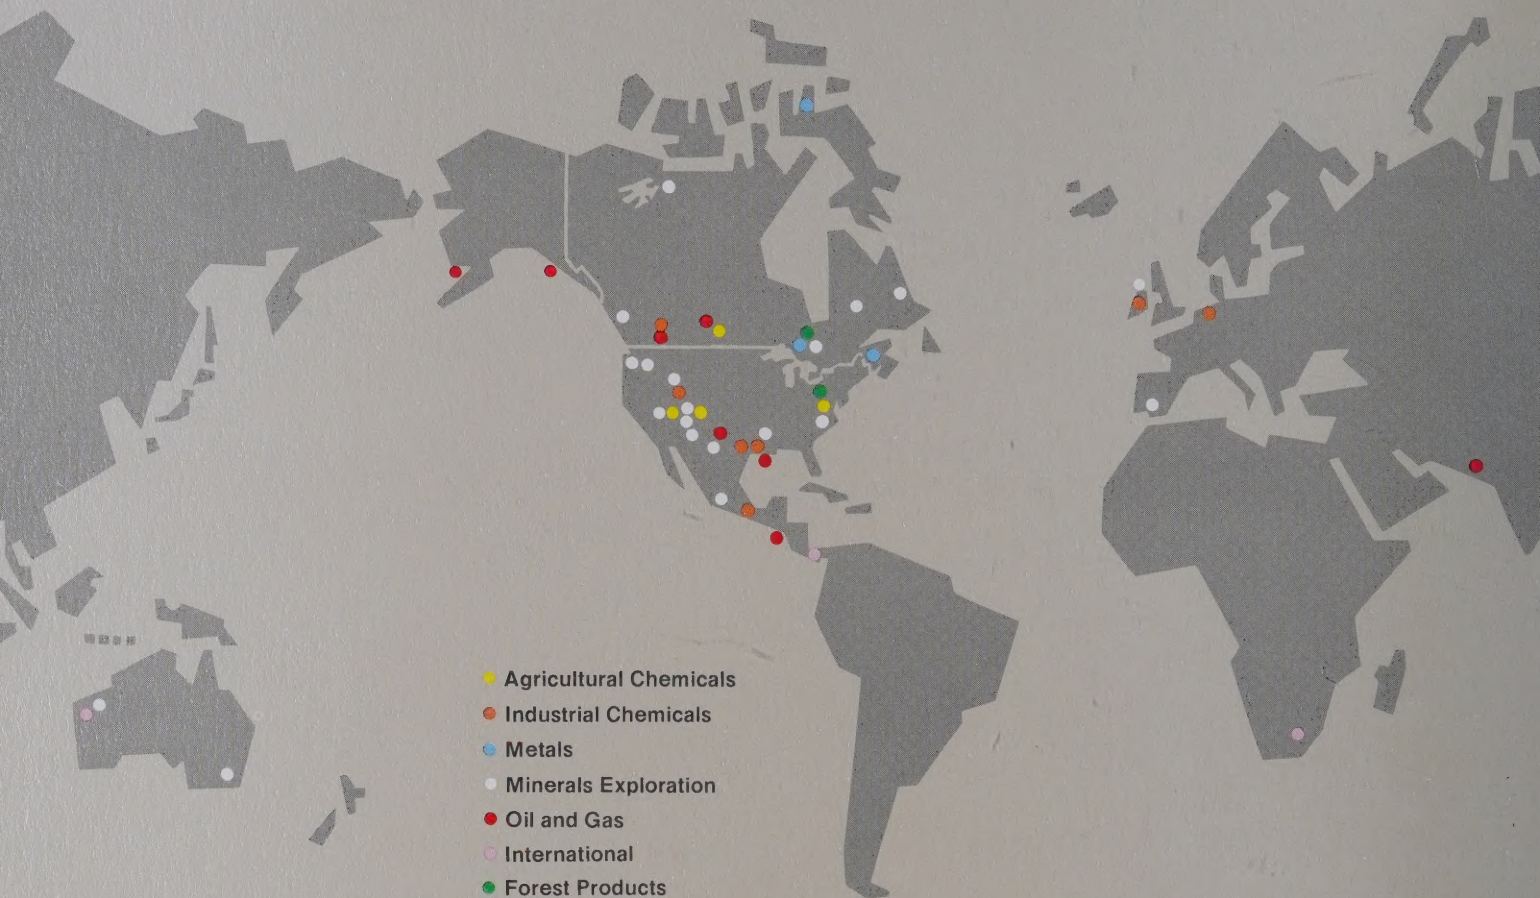 Agricultural Chemicals
Industrial Chemicals
Metals
Minerals Exploration
Oil and Gas
International
Forest Products